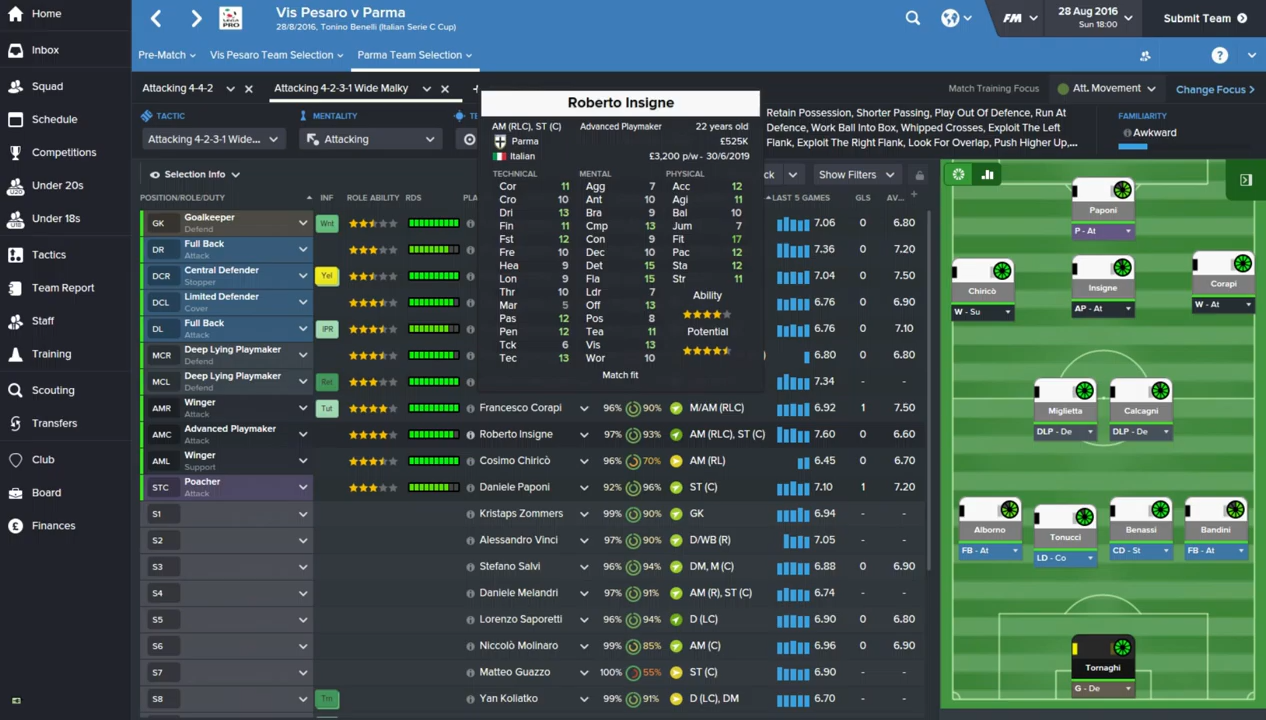 Home
Inbox
Squad
Schedule
Competitions
Under 20s
Under 18s
Tactics
Team Report
Staff
Training
Scouting
Transfers
Club
Board
Finances
Vis Pesaro v Parma
28/8/2016, Tonino Benelli (Italian Serie C Cup)
FM
28 Aug 2016
Sun 18:00
Submit Team
Pre-Match
Vis Pesaro Team Selection
Parma Team Selection
Attacking 4-4-2
Attacking 4-2-3-1 Wide Malky
Match Training Focus
Att. Movement
Change Focus >
TACTIC
MENTALITY
Attacking 4-2-3-1 Wide...
Attacking
Retain Possession, Shorter Passing, Play Out Of Defence, Run At
Defence, Work Ball Into Box, Whipped Crosses, Exploit The Left
Flank, Exploit The Right Flank, Look For Overlap, Push Higher Up,...
FAMILIARITY
Awkward
Roberto Insigne
AM (RLC), ST (C) Advanced Playmaker 22 years old
Parma £525K
Italian £3,200 p/w - 30/6/2019
TECHNICAL MENTAL PHYSICAL
Cor 11 Agg 7 Acc 12
Cro 10 Ant 10 Agi 11
Dri 13 Bra 9 Bal 10
Fin 11 Cmp 13 Jum 7
Fst 12 Con 9 Fit 17
Fre 10 Dec 10 Pac 12
Hea 9 Det 15 Sta 12
Lon 9 Fla 15 Str 11
Thr 10 Ldr 7
Mar 5 Off 13
Pas 12 Pos 8
Pen 12 Tea 11
Tck 6 Vis 13
Tec 13 Wor 10
Ability
Potential
Match fit
Selection Info
Show Filters
POSITION/ROLE/DUTY INF ROLE ABILITY RDS LAST 5 GAMES GLS AV...
GK Goalkeeper Defend Wnt 7.06 0 6.80
DR Full Back Attack 7.36 0 7.20
DCR Central Defender Yel 7.04 0 7.50
DCL Limited Defender Cover 6.76 0 6.90
DL Full Back Attack IPR 6.76 0 7.10
MCR Deep Lying Playmaker Defend 6.80 0 6.80
MCL Deep Lying Playmaker Defend 7.34 - -
AMR Winger Attack Tut Francesco Corapi 96% 90% M/AM (RLC) 6.92 1 7.50
AMC Advanced Playmaker Attack Roberto Insigne 97% 93% AM (RLC), ST (C) 7.60 0 6.60
AML Winger Support Cosimo Chiricò 96% 70% AM (RL) 6.45 0 6.70
STC Poacher Attack Daniele Paponi 92% 96% ST (C) 7.10 1 7.20
S1 Kristaps Zommers 99% 90% GK 6.94 - -
S2 Alessandro Vinci 97% 90% D/WB (R) 7.05 - -
S3 Stefano Salvi 96% 94% DM, M (C) 6.88 0 6.90
S4 Daniele Melandri 97% 91% AM (R), ST (C) 6.74 - -
S5 Lorenzo Saporetti 96% 94% D (LC) 6.90 0 6.80
S6 Niccolò Molinaro 99% 85% AM (C) 6.96 0 6.90
S7 Matteo Guazzo 100% 55% ST (C) 6.90 - -
S8 Trn Yan Koliatko 99% 91% D (LC), DM 6.70 - -
Paponi
P - At
Chiricò
W - Su
Insigne
AP - At
Corapi
W - At
Miglietta
DLP - De
Calcagni
DLP - De
Alborno
FB - At
Tonucci
LD - Co
Benassi
CD - St
Bandini
FB - At
Tornaghi
G - De